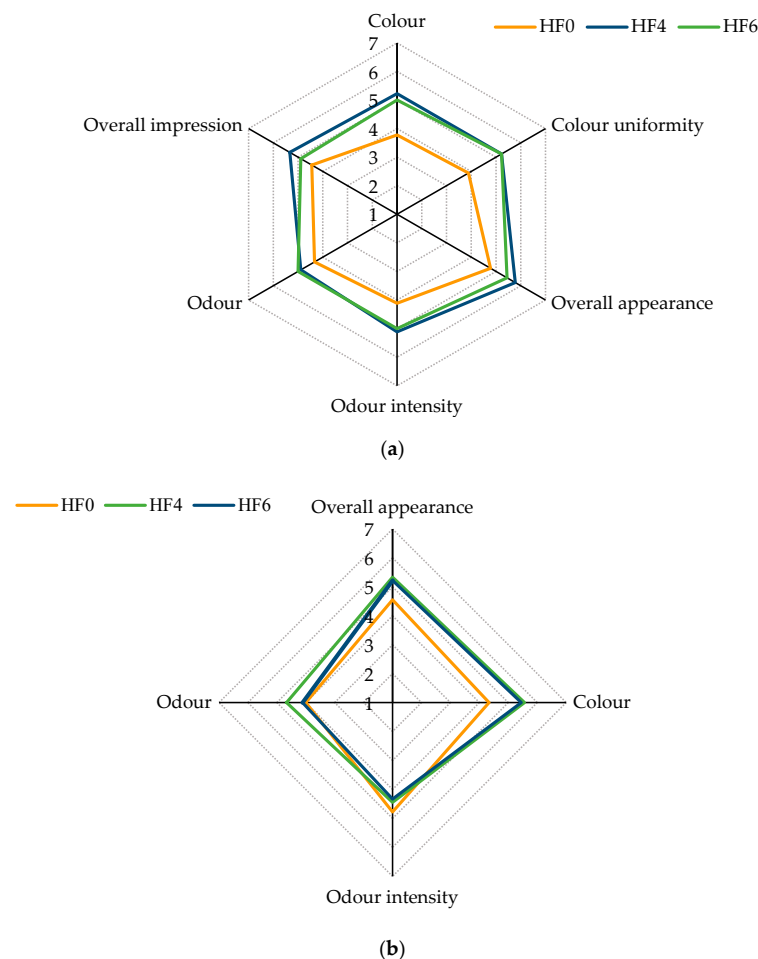 Colour
HF0 HF4 HF6
7
6
5
4
3
2
1
Overall impression
Colour uniformity
Odour
Overall appearance
Odour intensity
(a)
HF0 HF4 HF6
Overall appearance
7
6
5
4
3
2
1
Odour
Colour
Odour intensity
(b)